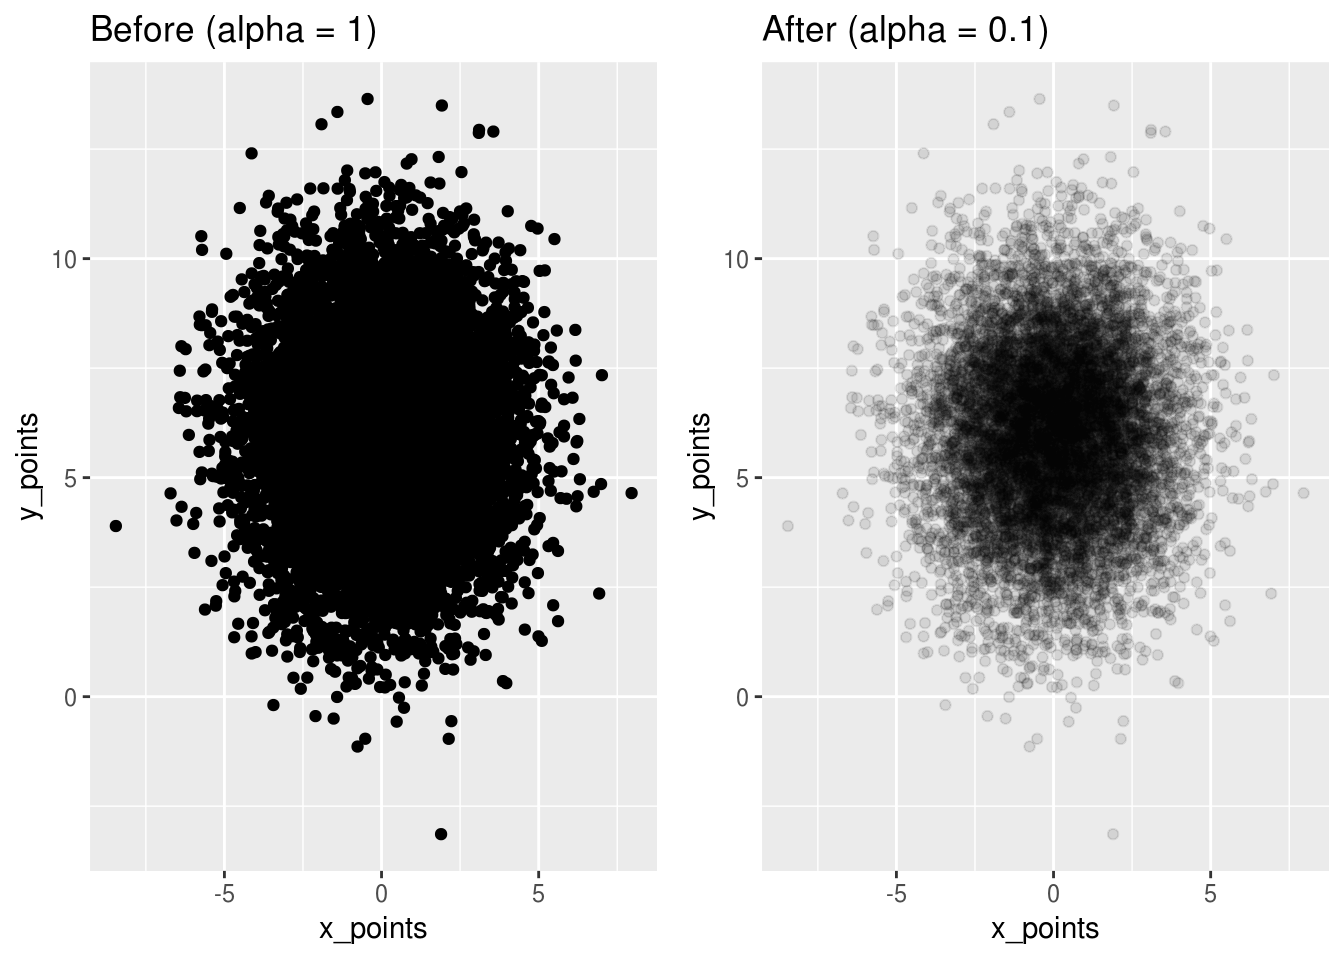 Before (alpha = 1)
10
5
0
-5
0
5
x_points
y_points
After (alpha = 0.1)
10
5
0
-5
0
5
x_points
y_points